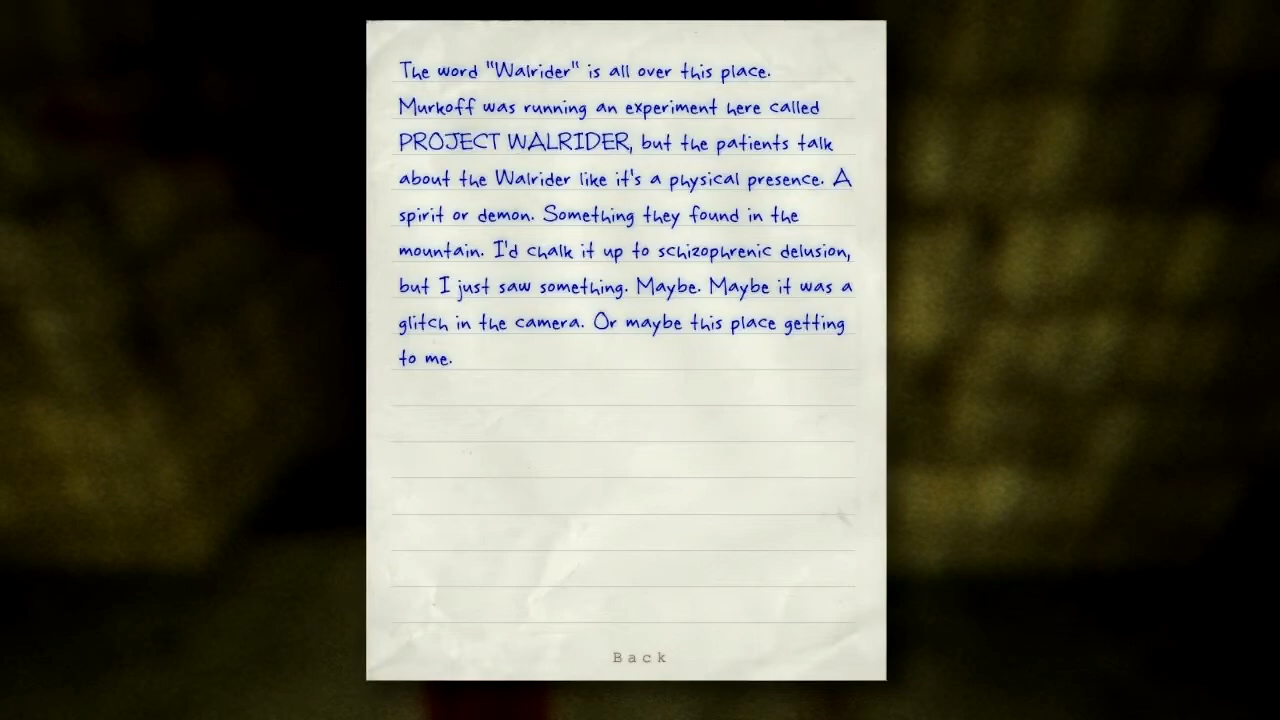 The word "Walrider" is all over this place.
Murkoff was running an experiment here called
PROJECT WALRIDER, but the patients talk
about the Walrider like it's a physical presence. A
spirit or demon. Something they found in the
mountain. I'd chalk it up to schizophrenic delusion,
but I just saw something. Maybe. Maybe it was a
glitch in the camera. Or maybe this place getting
to me.
Back